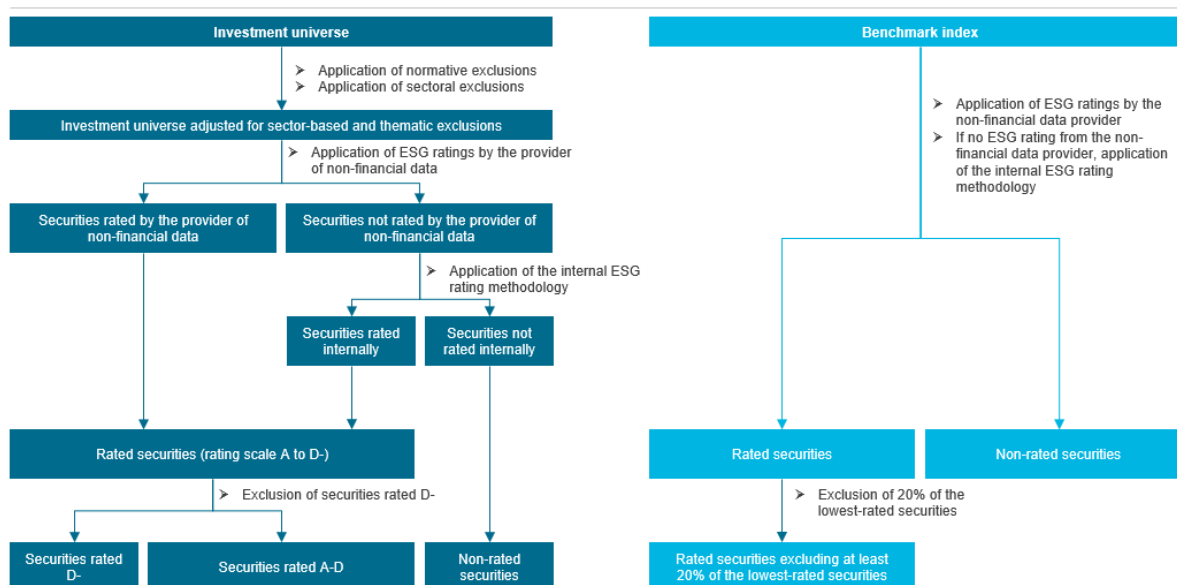 Investment universe
Benchmark index
➤ Application of normative exclusions
➤ Application of sectoral exclusions
Investment universe adjusted for sector-based and thematic exclusions
➤ Application of ESG ratings by the provider
of non-financial data
➤ Application of ESG ratings by the
non-financial data provider
➤ If no ESG rating from the non-
financial data provider, application
of the internal ESG rating
methodology
Securities rated by the provider of
non-financial data
Securities not rated by the provider of
non-financial data
➤ Application of the internal ESG
rating methodology
Securities rated
internally
Securities not
rated internally
Rated securities (rating scale A to D-)
Rated securities
Non-rated securities
➤ Exclusion of securities rated D-
➤ Exclusion of 20% of the
lowest-rated securities
Securities rated
D-
Securities rated A-D
Non-rated
securities
Rated securities excluding at least
20% of the lowest-rated securities